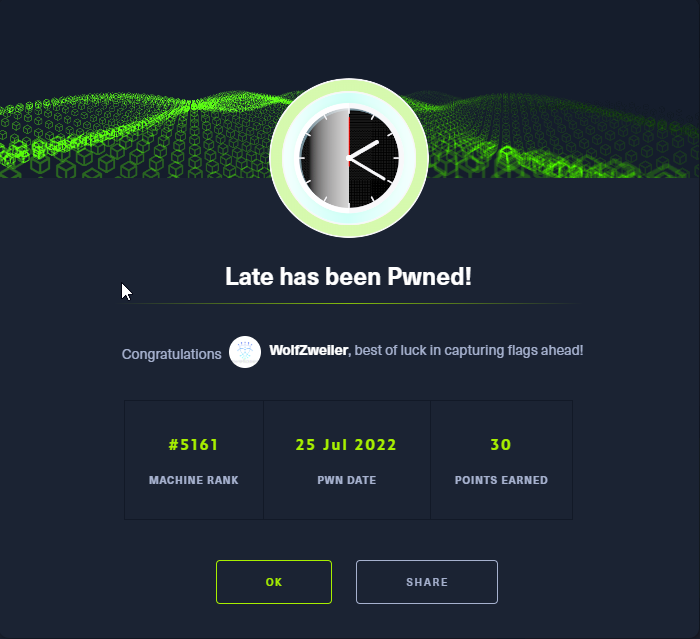 Late has been Pwned!
Congratulations WolfZweiler, best of luck in capturing flags ahead!
#5161 25 Jul 2022 30
MACHINE RANK PWN DATE POINTS EARNED
OK SHARE